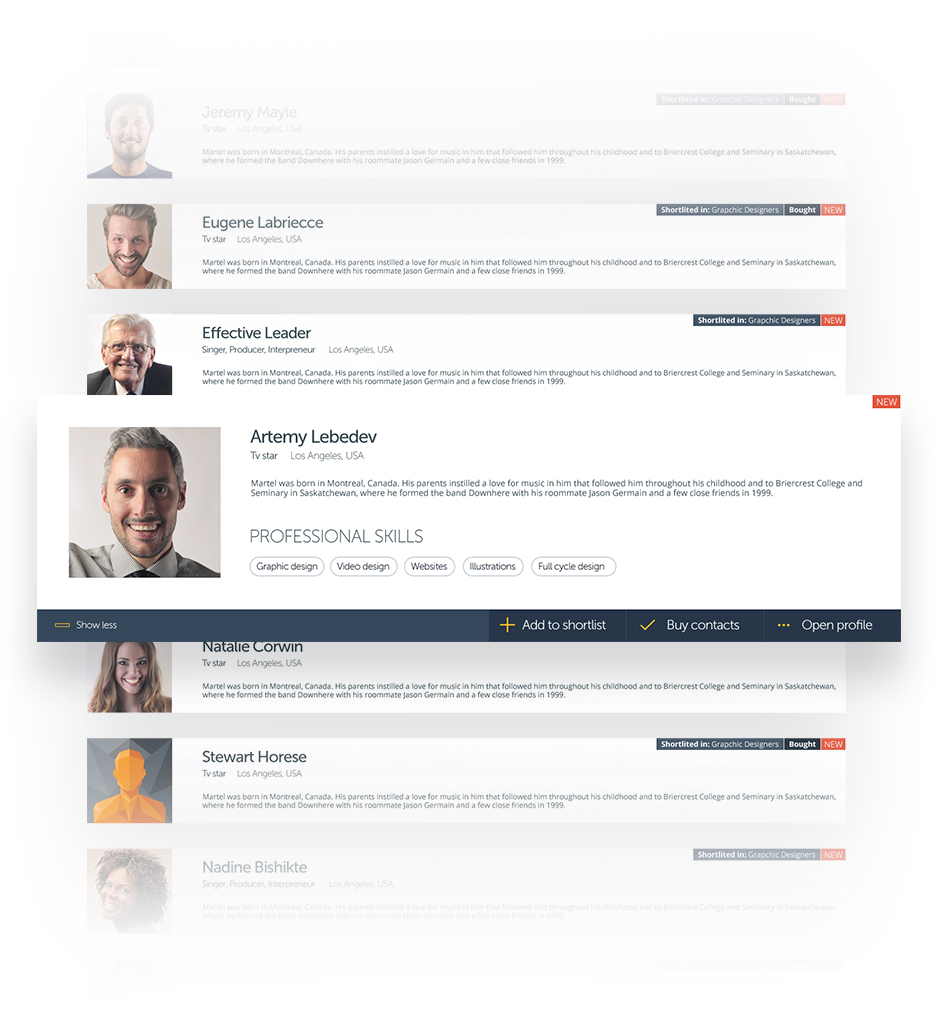 Jeremy Mayie
Shortlited in: Grapchic Designers Bought NEW
Tv star Los Angeles, USA
Martel was born in Montreal, Canada. His parents instilled a love for music in him that followed him throughout his childhood and to Briercrest College and Seminary in Saskatchewan,
where he formed the band Downhere with his roommate Jason Germain and a few close friends in 1999.
Eugene Labriecce
Shortlited in: Grapchic Designers Bought NEW
Tv star Los Angeles, USA
Martel was born in Montreal, Canada. His parents instilled a love for music in him that followed him throughout his childhood and to Briercrest College and Seminary in Saskatchewan,
where he formed the band Downhere with his roommate Jason Germain and a few close friends in 1999.
Effective Leader
Shortlited in: Grapchic Designers NEW
Singer, Producer, Interpreneur Los Angeles, USA
Martel was born in Montreal, Canada. His parents instilled a love for music in him that followed him throughout his childhood and to Briercrest College and Seminary in Saskatchewan,
where he formed the band Downhere with his roommate Jason Germain and a few close friends in 1999.
NEW
Artemy Lebedev
Tv star Los Angeles, USA
Martel was born in Montreal, Canada. His parents instilled a love for music in him that followed him throughout his childhood and to Briercrest College and
Seminary in Saskatchewan, where he formed the band Downhere with his roommate Jason Germain and a few close friends in 1999.
PROFESSIONAL SKILLS
Graphic design Video design Websites Illustrations Full cycle design
Show less Add to shortlist Buy contacts Open profile
Natalie Corwin
Tv star Los Angeles, USA
Martel was born in Montreal, Canada. His parents instilled a love for music in him that followed him throughout his childhood and to Briercrest College and Seminary in Saskatchewan,
where he formed the band Downhere with his roommate Jason Germain and a few close friends in 1999.
Stewart Horese
Shortlited in: Grapchic Designers Bought NEW
Tv star Los Angeles, USA
Martel was born in Montreal, Canada. His parents instilled a love for music in him that followed him throughout his childhood and to Briercrest College and Seminary in Saskatchewan,
where he formed the band Downhere with his roommate Jason Germain and a few close friends in 1999.
Nadine Bishikte
Shortlited in: Grapchic Designers NEW
Singer, Producer, Interpreneur Los Angeles, USA
Martel was born in Montreal, Canada. His parents instilled a love for music in him that followed him throughout his childhood and to Briercrest College and Seminary in Saskatchewan,
where he formed the band Downhere with his roommate Jason Germain and a few close friends in 1999